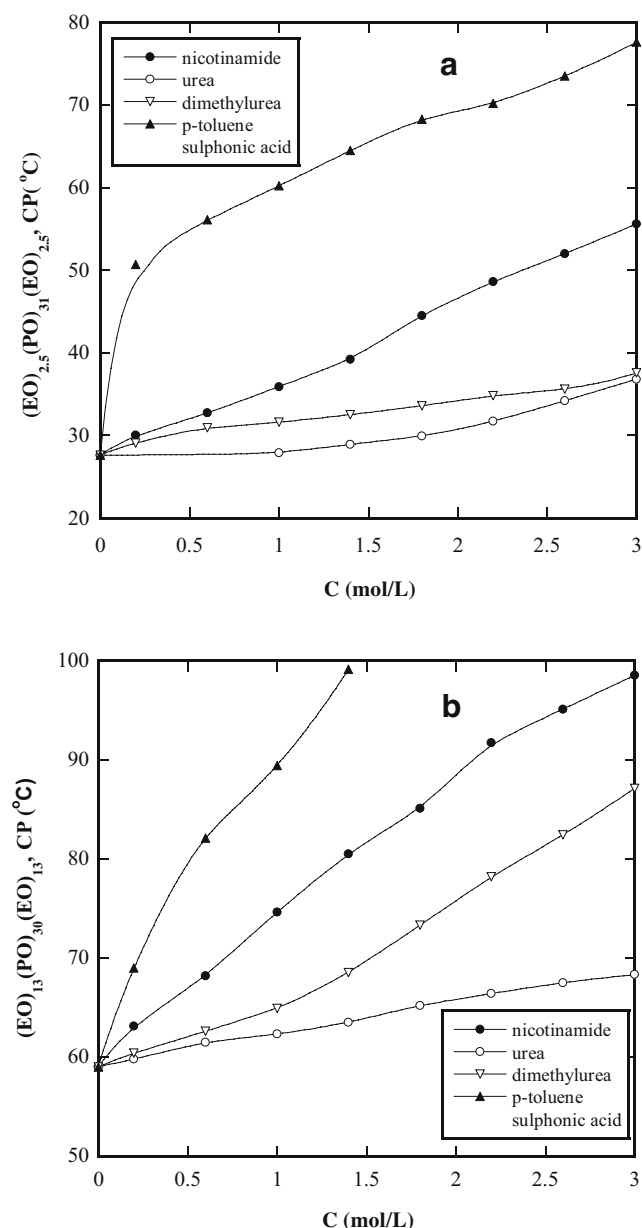 80
70
60
50
40
30
20
(EO)2.5(PO)31(EO)2.5, CP(°C)
nicotinamide
urea
dimethylurea
p-toluene
sulphonic acid
a
0 0.5 1 1.5 2 2.5 3
C (mol/L)
100
90
80
70
60
50
(EO)13(PO)30(EO)13, CP (°C)
b
nicotinamide
urea
dimethylurea
p-toluene
sulphonic acid
0 0.5 1 1.5 2 2.5 3
C (mol/L)